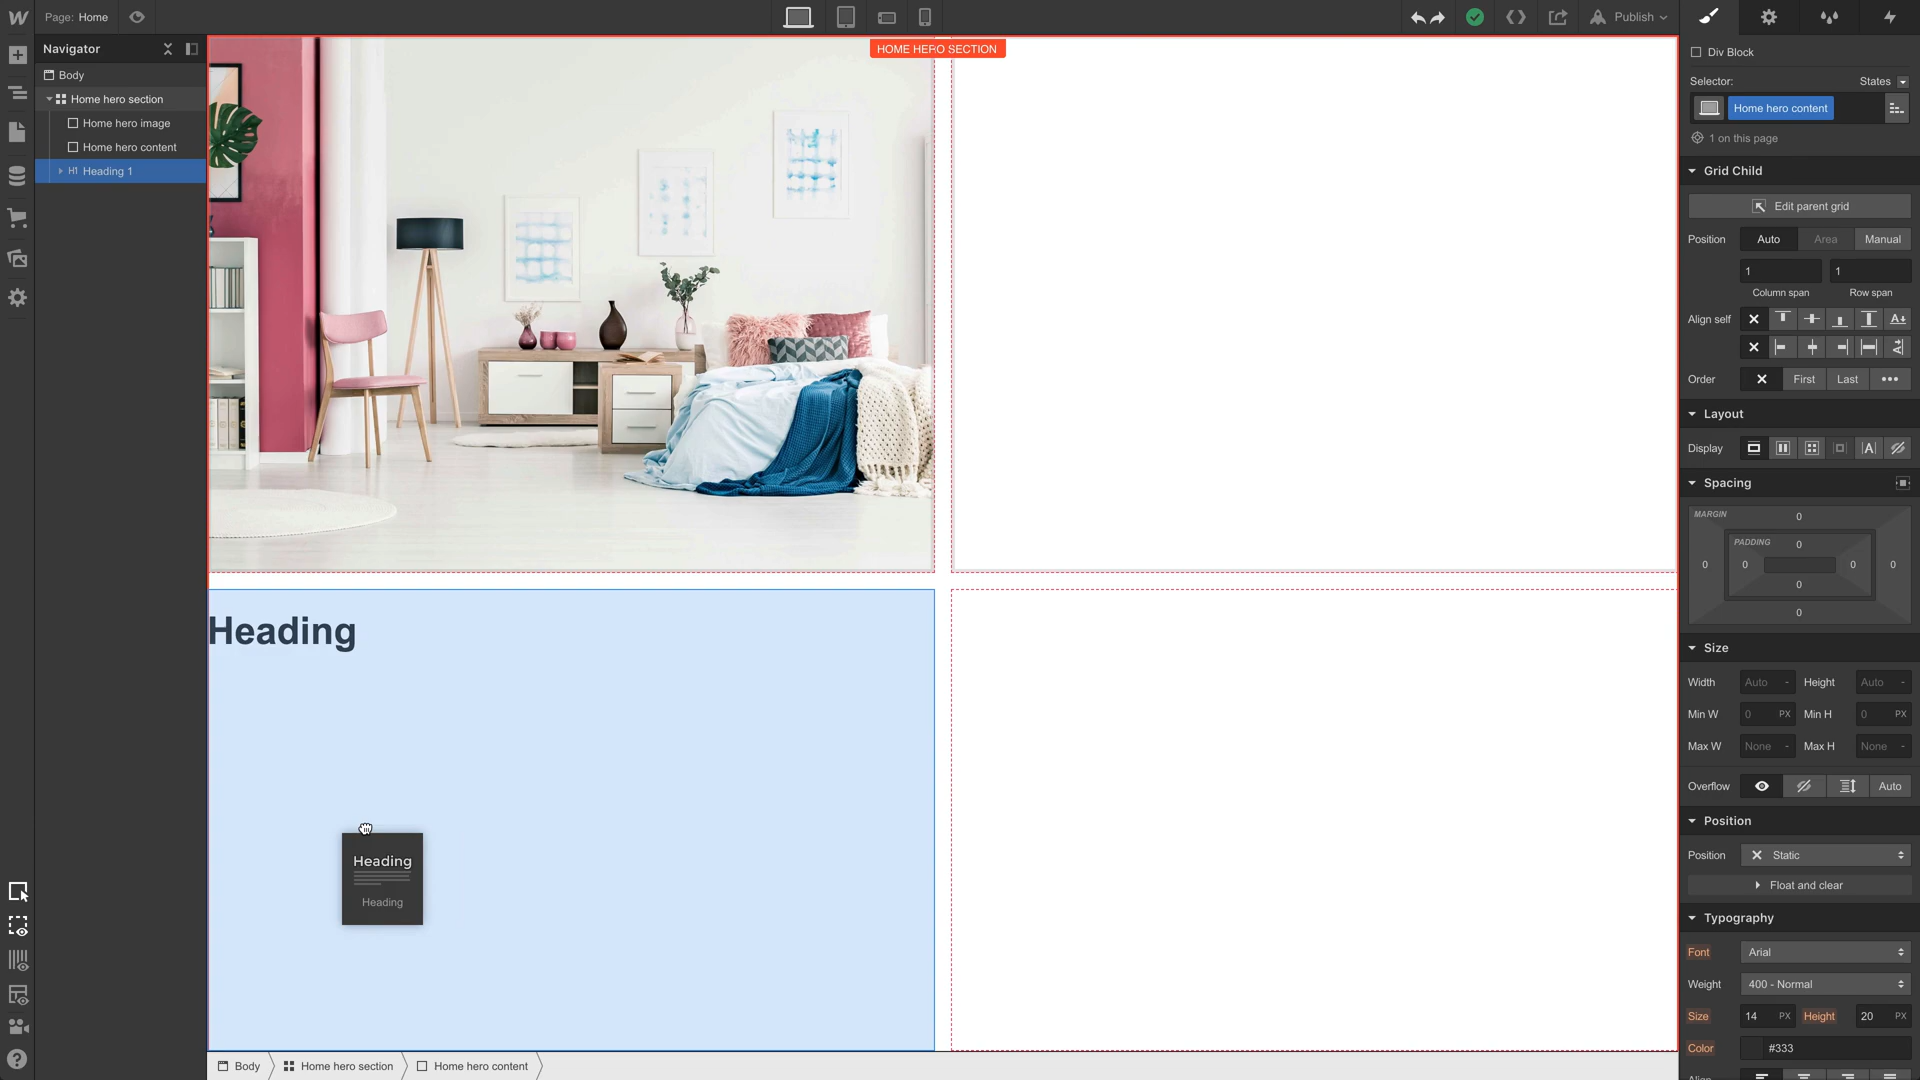 Page: Home
Publish
Navigator
Body
Home hero section
Home hero image
Home hero content
H1 Heading 1
HOME HERO SECTION
Heading
Heading
Heading
Body
Home hero section
Home hero content
Div Block
Selector:
States
Home hero content
1 on this page
Grid Child
Edit parent grid
Position
Auto
Area
Manual
1
1
Column span
Row span
Align self
Order
First
Last
Layout
Display
Spacing
MARGIN
0
PADDING
0
0
0
0
0
0
0
Size
Width
Auto
-
Height
Auto
-
Min W
0
PX
Min H
0
PX
Max W
None
-
Max H
None
-
Overflow
Auto
Position
Position
Static
Float and clear
Typography
Font
Arial
Weight
400 - Normal
Size
14
PX
Height
20
PX
Color
#333